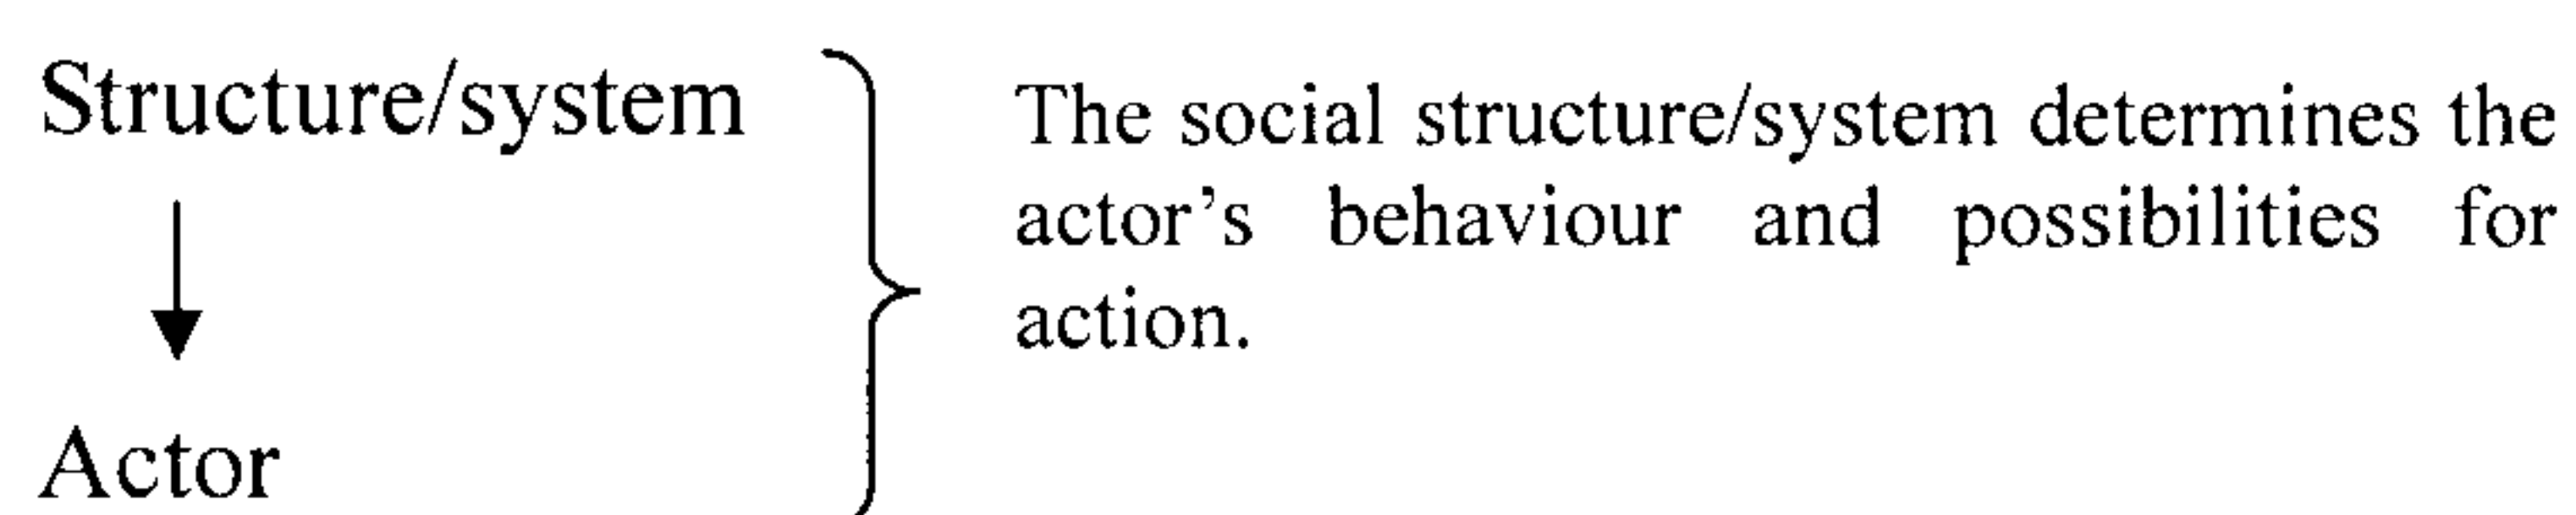 Structure/system
Actor
The social structure/system determines the
actor’s behaviour and possibilities for
action.